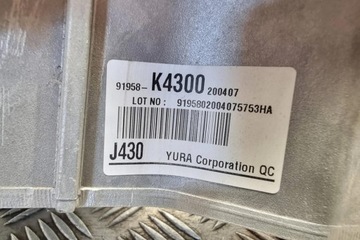 91958- K4300 200407
LOT NO : 9195802004075753HA
J430 YURA Corporation QC